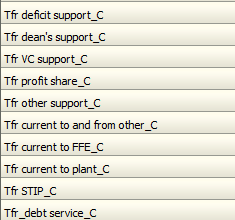 Tfr deficit support_C
Tfr dean's support_C
Tfr VC support_C
Tfr profit share_C
Tfr other support_C
Tfr current to and from other_C
Tfr current to FFE_C
Tfr current to plant_C
Tfr STIP_C
Tfr_debt service_C